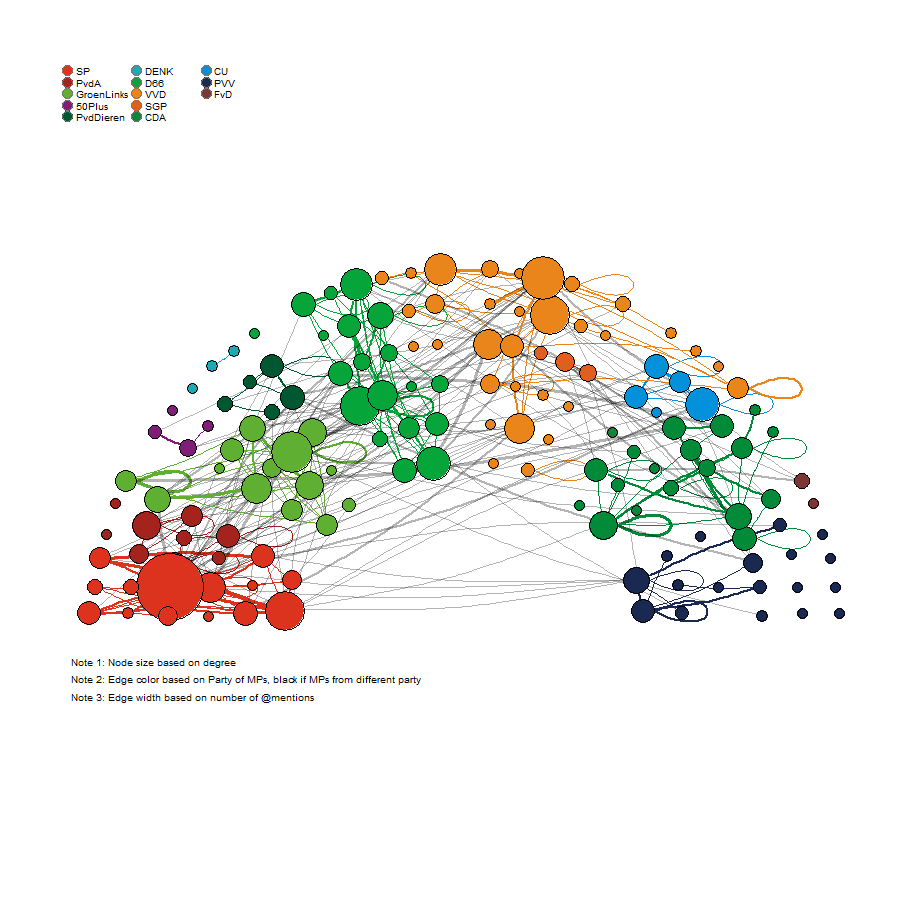 SP
PvdA
GroenLinks
50Plus
PvdDieren
DENK
D66
VVD
SGP
CDA
CU
PVV
FvD
Note 1: Node size based on degree
Note 2: Edge color based on Party of MPs, black if MPs from different party
Note 3: Edge width based on number of @mentions